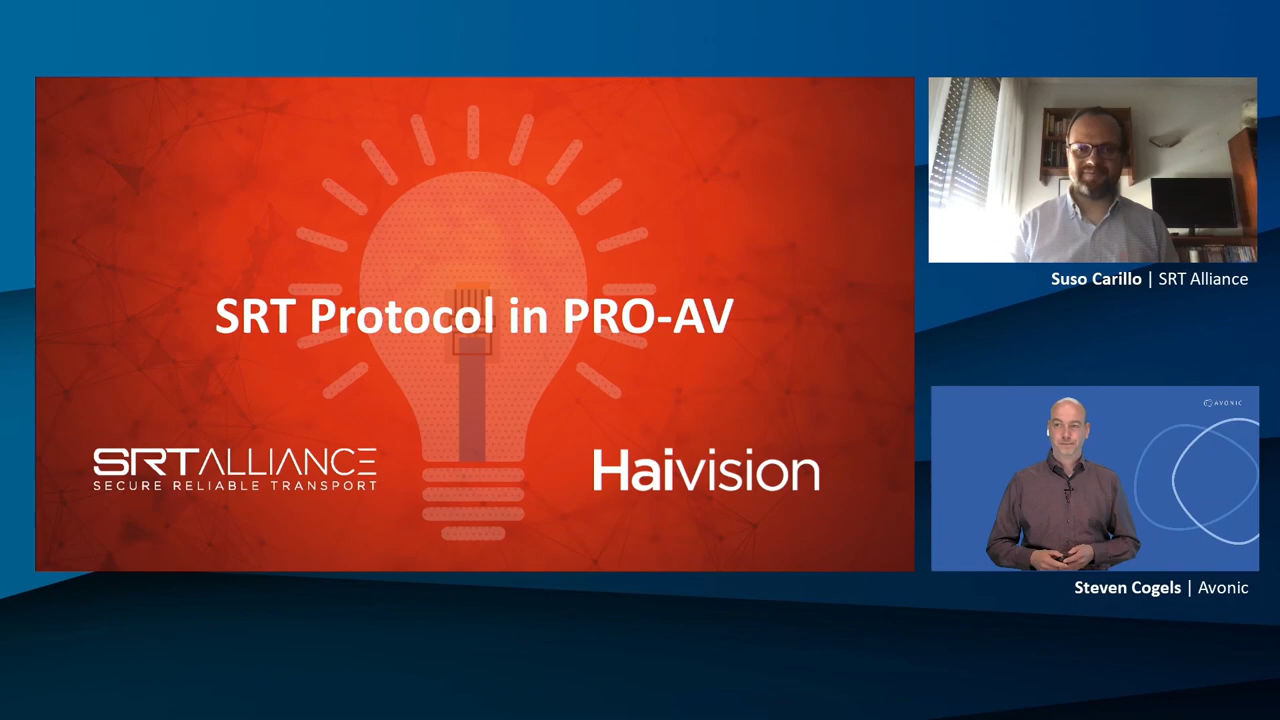 SRT Protocol in PRO-AV
SRTALLIANCE
SECURE RELIABLE TRANSPORT
Haivision
Suso Carillo | SRT Alliance
AVONIC
Steven Cogels | Avonic